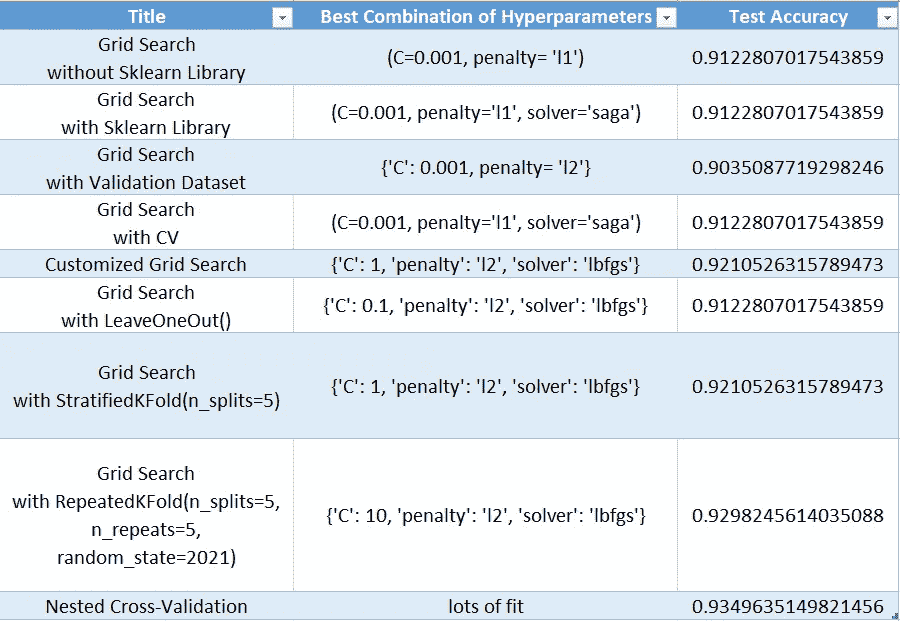 Title Best Combination of Hyperparameters Test Accuracy
Grid Search
without Sklearn Library (C=0.001, penalty= 'l1') 0.9122807017543859
Grid Search
with Sklearn Library (C=0.001, penalty='l1', solver='saga') 0.9122807017543859
Grid Search
with Validation Dataset {'C': 0.001, penalty= 'l2'} 0.9035087719298246
Grid Search
with CV (C=0.001, penalty='l1', solver='saga') 0.9122807017543859
Customized Grid Search {'C': 1, 'penalty': 'l2', 'solver': 'lbfgs'} 0.9210526315789473
Grid Search
with LeaveOneOut() {'C': 0.1, 'penalty': 'l2', 'solver': 'lbfgs'} 0.9122807017543859
Grid Search
with StratifiedKFold(n_splits=5) {'C': 1, 'penalty': 'l2', 'solver': 'lbfgs'} 0.9210526315789473
Grid Search
with RepeatedKFold(n_splits=5,
n_repeats=5,
random_state=2021) {'C': 10, 'penalty': 'l2', 'solver': 'lbfgs'} 0.9298245614035088
Nested Cross-Validation lots of fit 0.9349635149821456